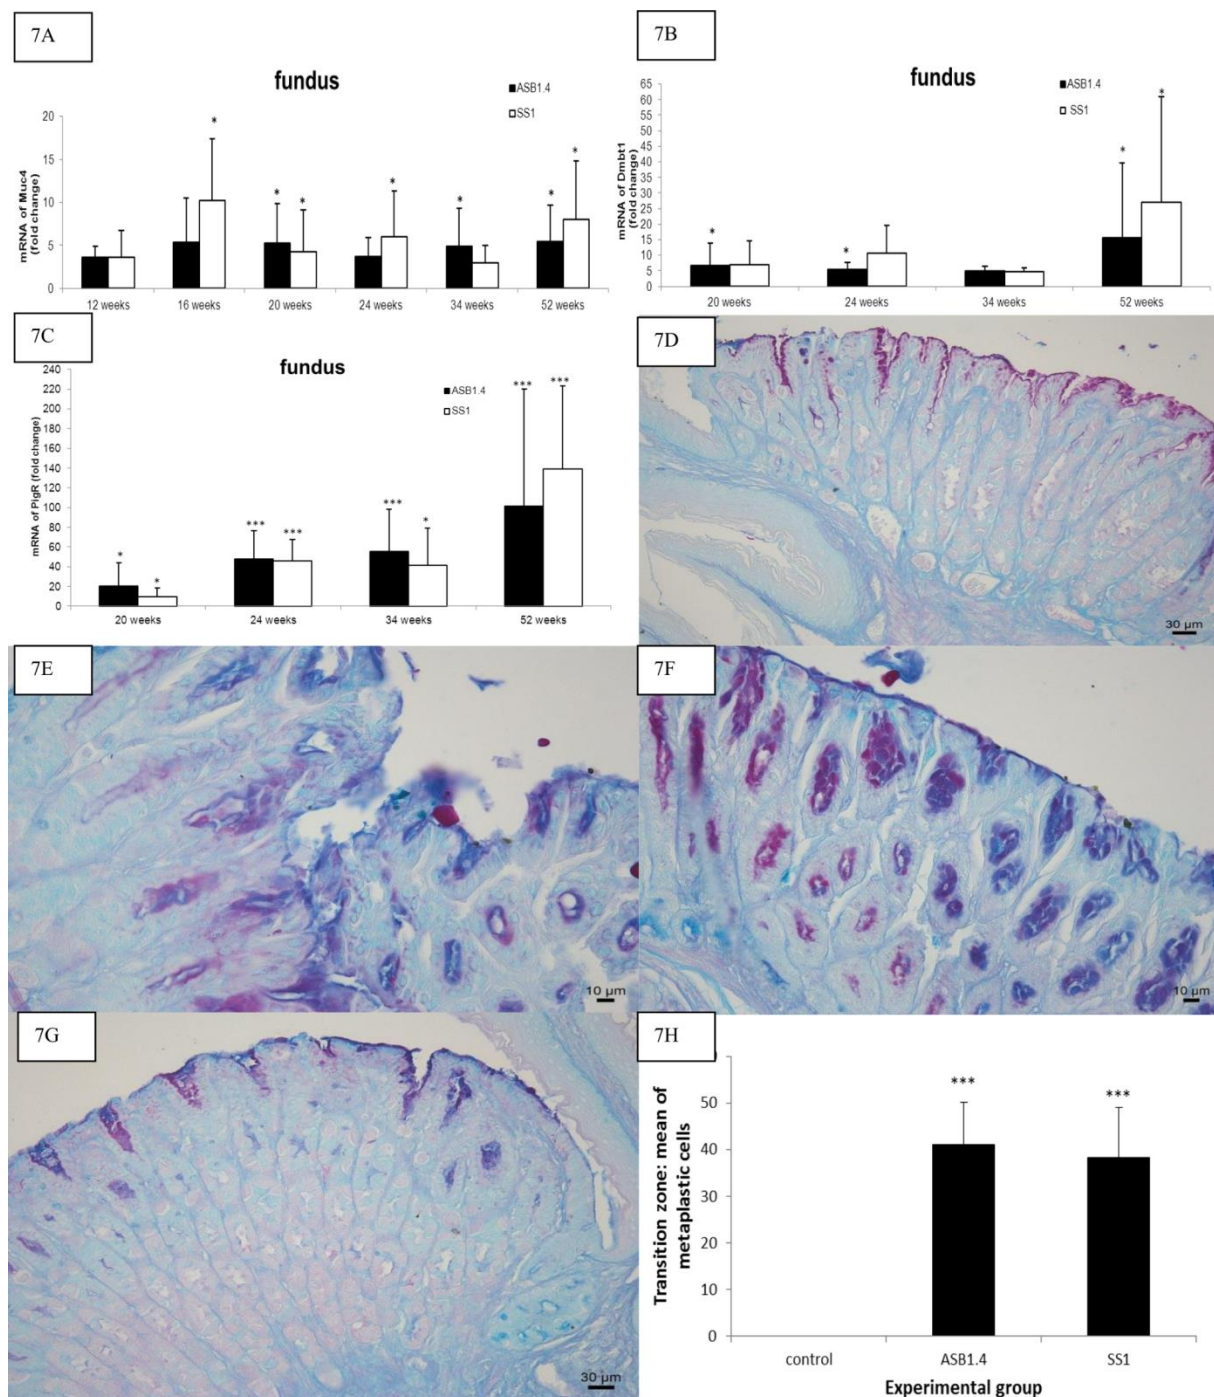 7A
fundus
ASB1.4
SS1
mRNA of Muc4
(fold change)
20
15
10
5
0
* * * * * * *
12 weeks 16 weeks 20 weeks 24 weeks 34 weeks 52 weeks
7B
fundus
ASB1.4
SS1
mRNA of Dmbt1
(fold change)
65
60
55
50
45
40
35
30
25
20
15
10
5
0
* * * *
20 weeks 24 weeks 34 weeks 52 weeks
7C
fundus
ASB1.4
SS1
mRNA of PigR (fold change)
240
220
200
180
160
140
120
100
80
60
40
20
0
* * *** *** *** * *** ***
20 weeks 24 weeks 34 weeks 52 weeks
7D
30 µm
7E
10 µm
7F
10 µm
7G
30 µm
7H
Transition zone: mean of
metaplastic cells
50
40
30
20
10
0
*** ***
control ASB1.4 SS1
Experimental group